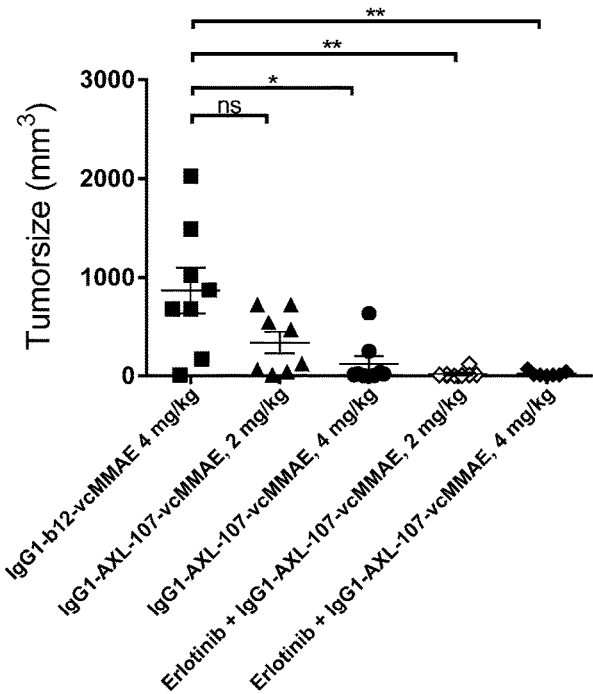 **
**
*
ns
3000
2000
1000
0
Tumorsize (mm³)
IgG1-b12-vcMMAE 4 mg/kg
IgG1-AXL-107-vcMMAE, 2 mg/kg
IgG1-AXL-107-vcMMAE, 4 mg/kg
Erlotinib + IgG1-AXL-107-vcMMAE, 2 mg/kg
Erlotinib + IgG1-AXL-107-vcMMAE, 4 mg/kg